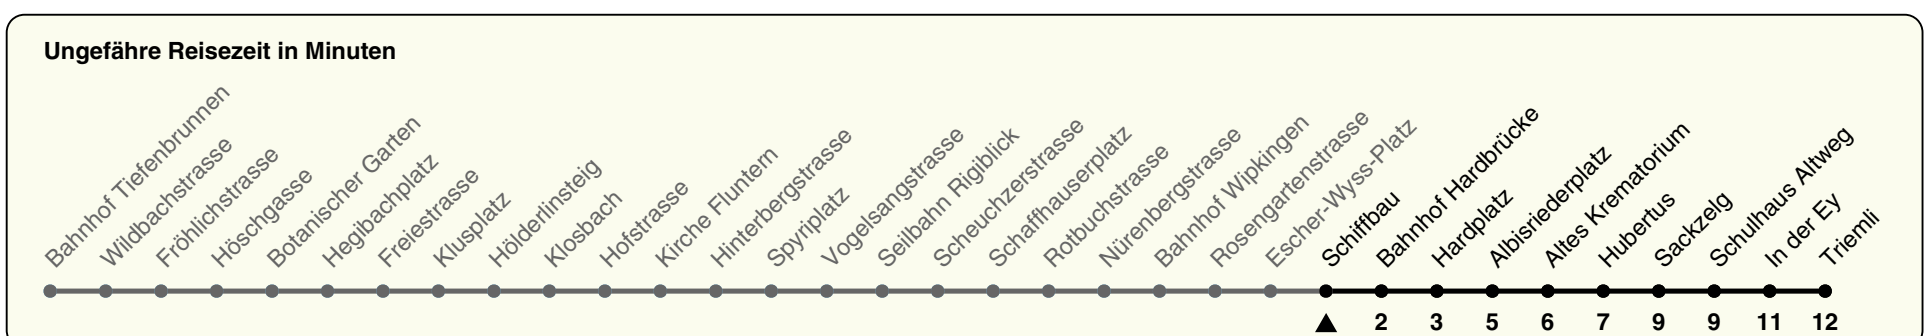 Ungefähre Reisezeit in Minuten
Bahnhof Tiefenbrunnen
Wildbachstrasse
Fröhlichstrasse
Höschgasse
Botanischer Garten
Hegibachplatz
Freiestrasse
Klusplatz
Hölderlinsteig
Klosbach
Hofstrasse
Kirche Fluntern
Hinterbergstrasse
Spyriplatz
Vogelsangstrasse
Seilbahn Rigiblick
Scheuchzerstrasse
Schaffhauserplatz
Rotbuchstrasse
Nürenbergstrasse
Bahnhof Wipkingen
Rosengartenstrasse
Escher-Wyss-Platz
Schiffbau
Bahnhof Hardbrücke
Hardplatz
Albisriederplatz
Altes Krematorium
Hubertus
Sackzelg
Schulhaus Altweg
In der Ey
Triemli
2 3 5 6 7 9 9 11 12